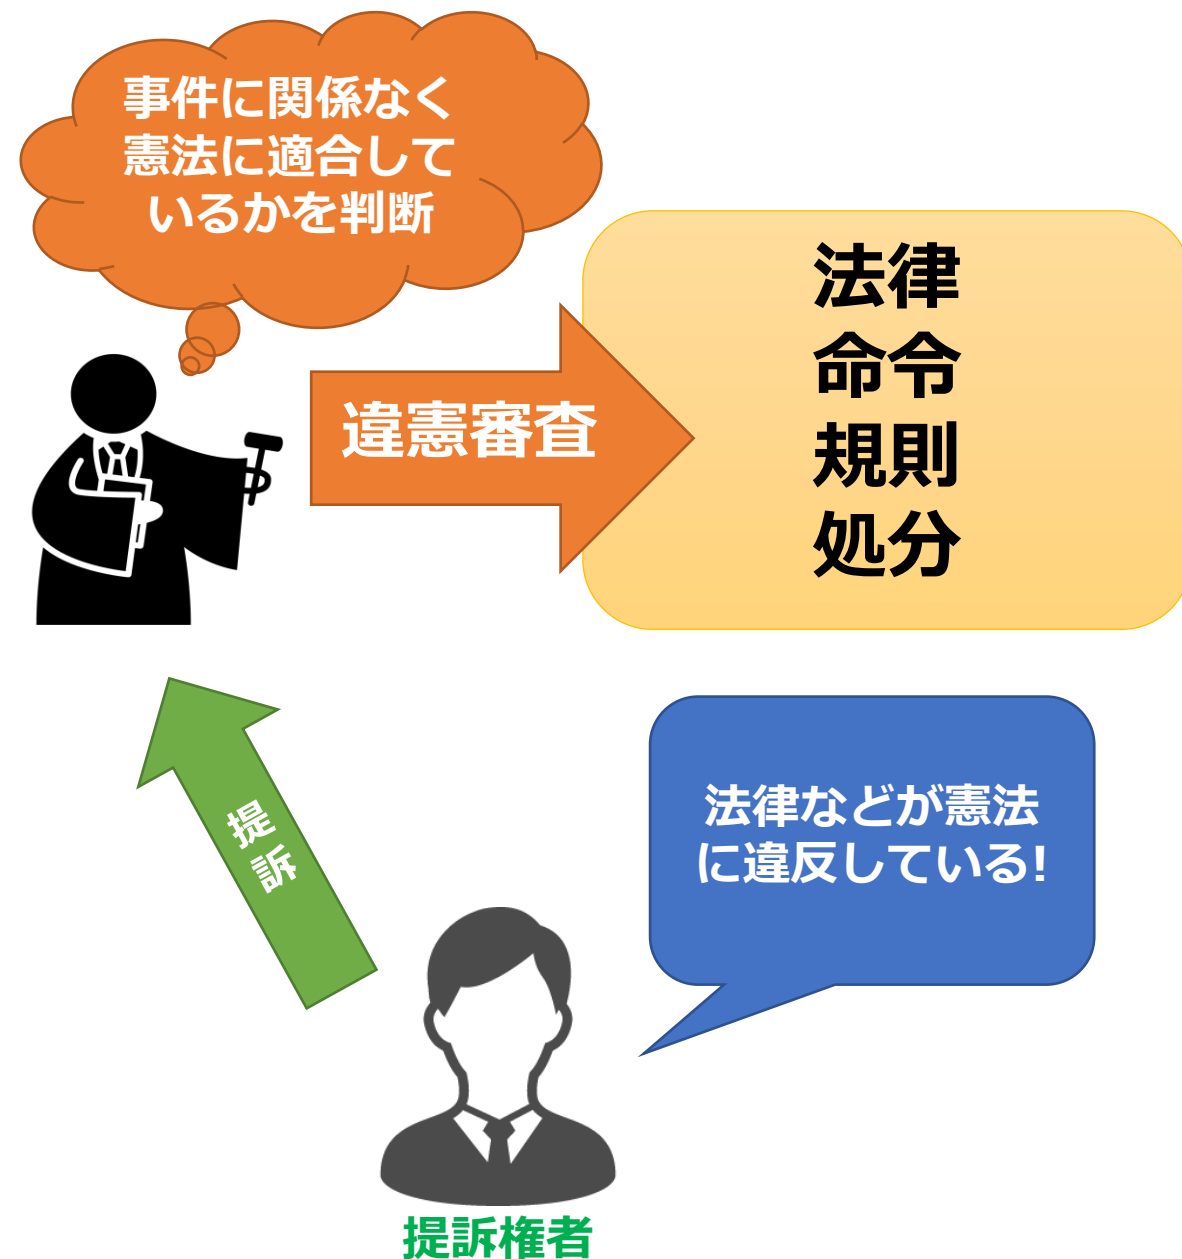 事件に関係なく
憲法に適合して
いるかを判断
違憲審査
法律
命令
規則
処分
提訴
法律などが憲法
に違反している!
提訴権者